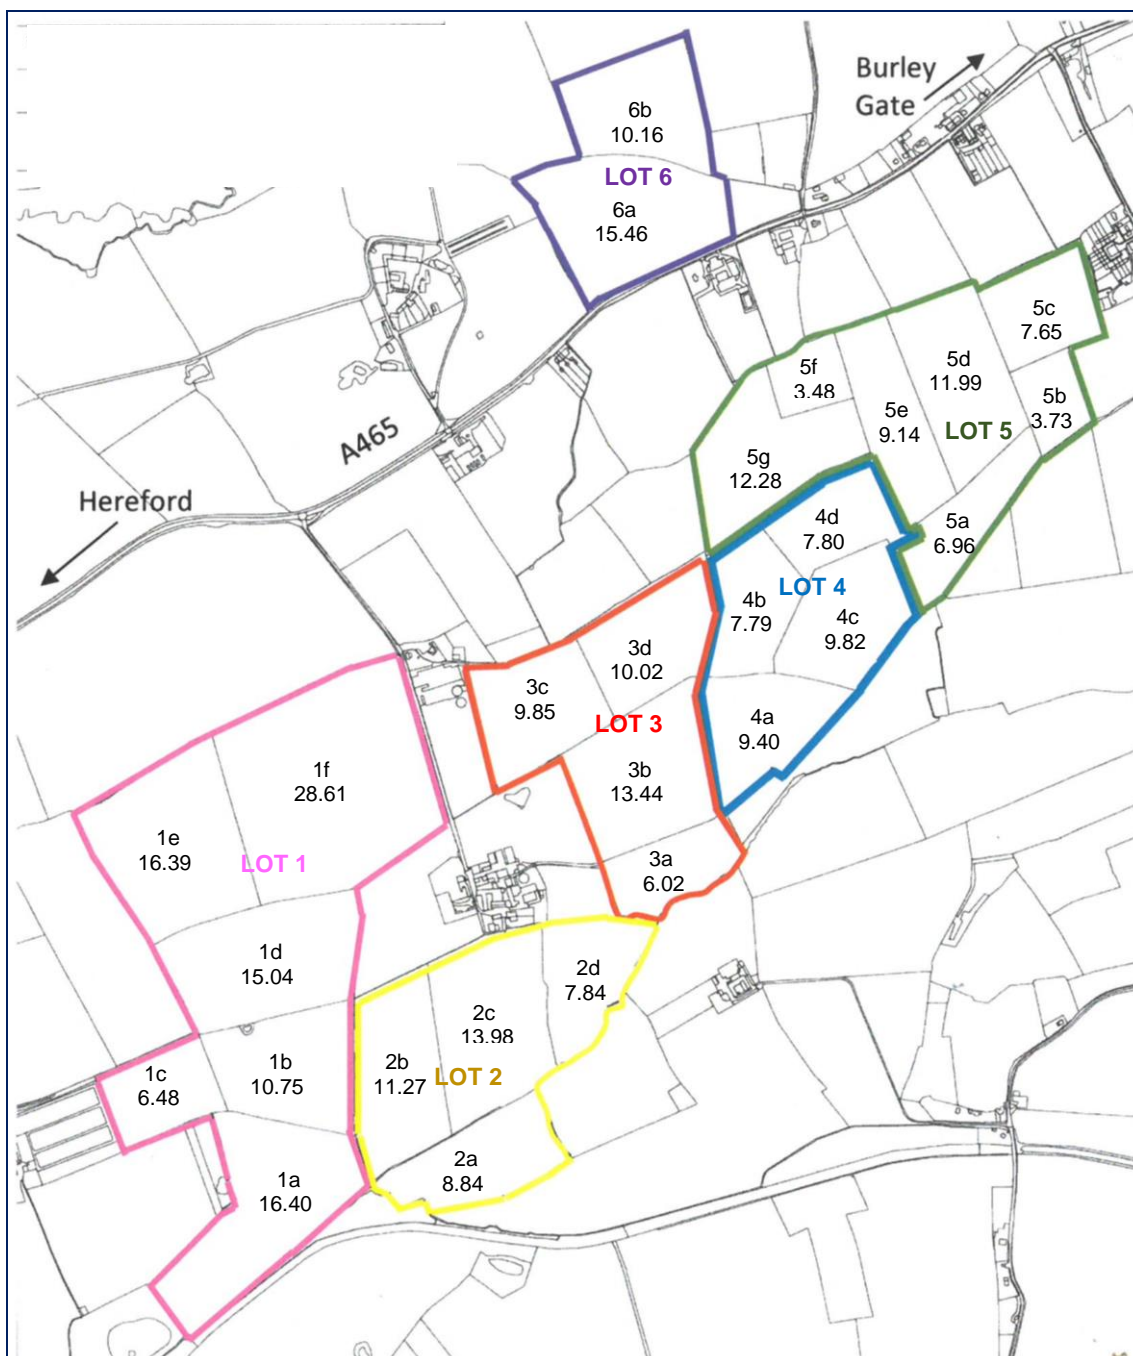 Burley
Gate
6b
10.16
LOT 6
6a
15.46
5c
7.65
5f
3.48
5d
11.99
5b
3.73
5e
9.14
LOT 5
A465
5g
12.28
Hereford
4d
7.80
5a
6.96
LOT 4
4b
7.79
4c
9.82
3d
10.02
3c
9.85
LOT 3
4a
9.40
1f
28.61
3b
13.44
1e
16.39
LOT 1
3a
6.02
1d
15.04
2d
7.84
2c
13.98
1c
6.48
1b
10.75
2b
11.27
LOT 2
2a
8.84
1a
16.40